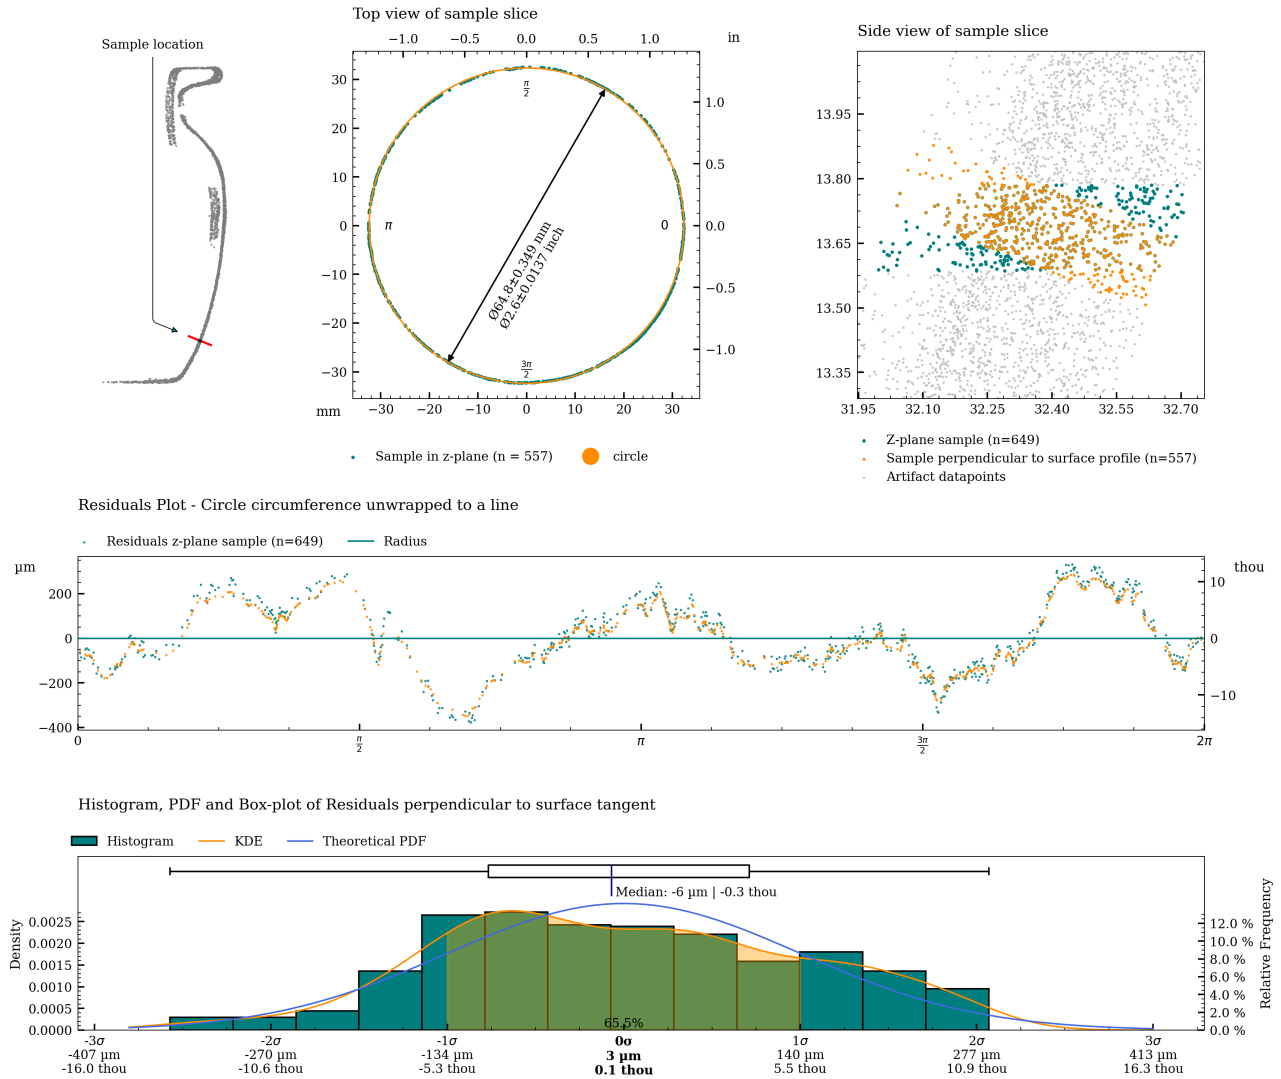 Top view of sample slice
Side view of sample slice
Sample location
−1.0 −0.5 0.0 0.5 1.0 in
30
20
10
0
−10
−20
−30
1.0
0.5
0.0
−0.5
−1.0
π/2
π
0
3π/2
Ø64.8±0.349 mm
Ø2.6±0.0137 inch
mm −30 −20 −10 0 10 20 30
13.95
13.80
13.65
13.50
13.35
31.95 32.10 32.25 32.40 32.55 32.70
Sample in z-plane (n = 557) circle
Z-plane sample (n=649)
Sample perpendicular to surface profile (n=557)
Artifact datapoints
Residuals Plot - Circle circumference unwrapped to a line
Residuals z-plane sample (n=649) Radius
µm
200
0
−200
−400
thou
10
0
−10
0 π/2 π 3π/2 2π
Histogram, PDF and Box-plot of Residuals perpendicular to surface tangent
Histogram KDE Theoretical PDF
Median: -6 µm | -0.3 thou
Density
0.0025
0.0020
0.0015
0.0010
0.0005
0.0000
Relative Frequency
12.0 %
10.0 %
8.0 %
6.0 %
4.0 %
2.0 %
0.0 %
65.5%
-3σ -2σ -1σ 0σ 1σ 2σ 3σ
-407 µm -270 µm -134 µm 3 µm 140 µm 277 µm 413 µm
-16.0 thou -10.6 thou -5.3 thou 0.1 thou 5.5 thou 10.9 thou 16.3 thou